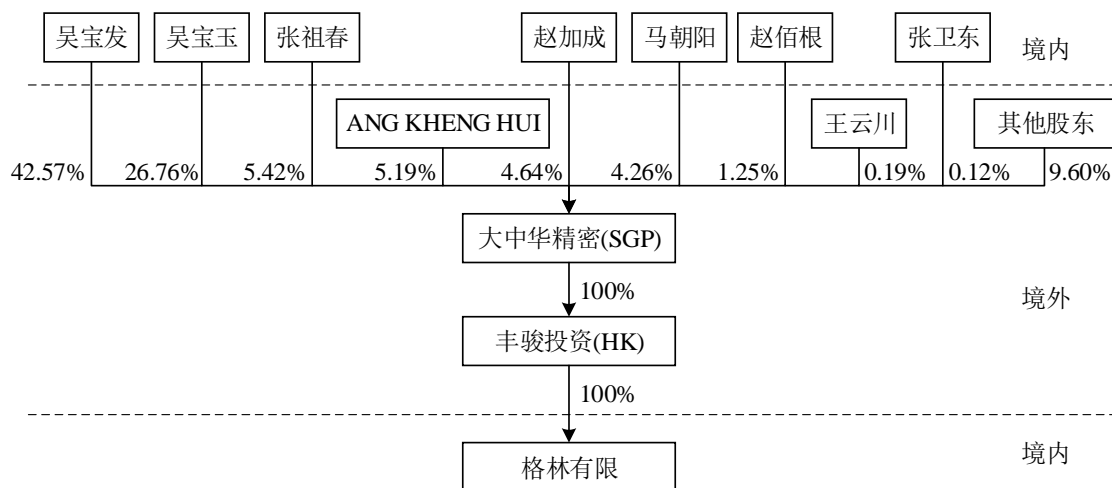 吴宝发
吴宝玉
张祖春
赵加成
马朝阳
赵佰根
张卫东
境内
ANG KHENG HUI
王云川
其他股东
42.57%
26.76%
5.42%
5.19%
4.64%
4.26%
1.25%
0.19%
0.12%
9.60%
大中华精密(SGP)
100%
境外
丰骏投资(HK)
100%
境内
格林有限